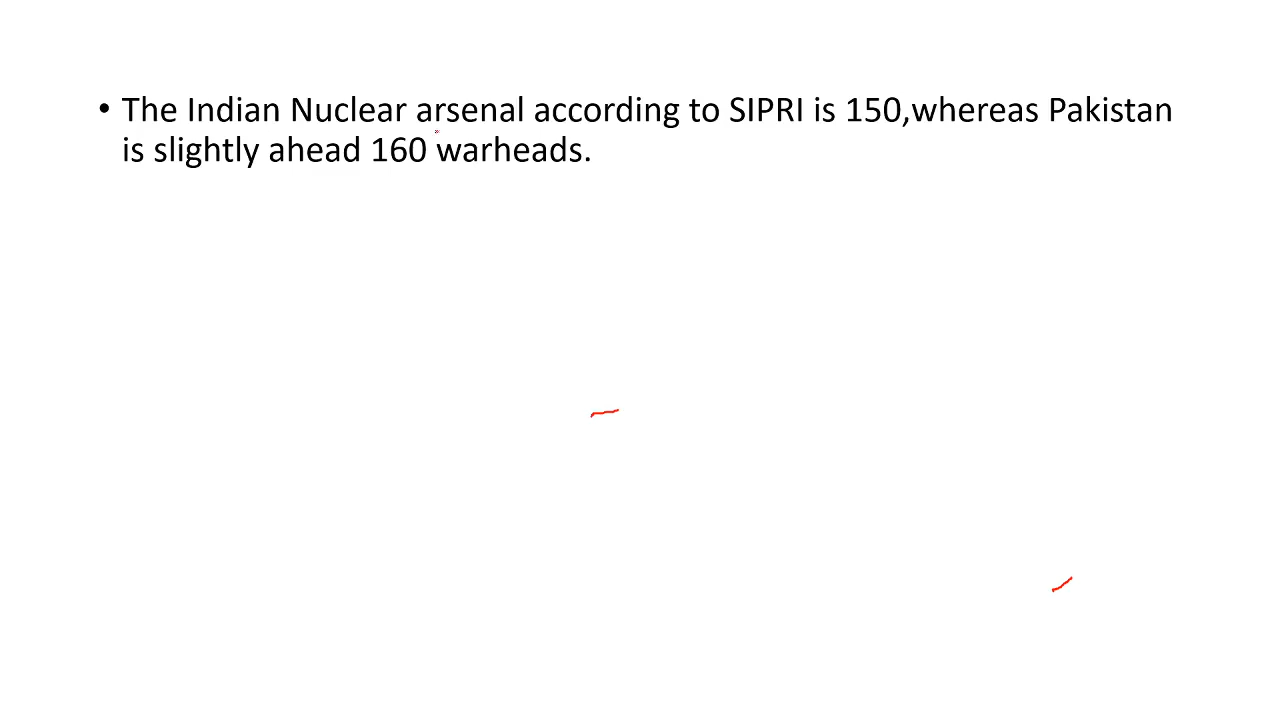 • The Indian Nuclear arsenal according to SIPRI is 150,whereas Pakistan
is slightly ahead 160 warheads.